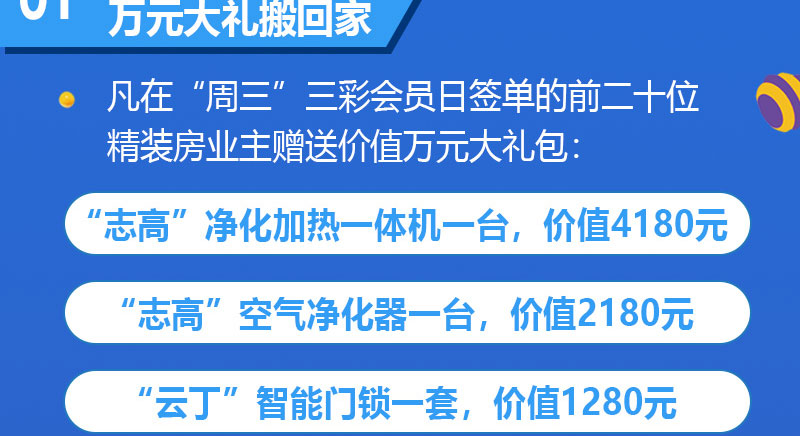 01
万元大礼搬回家
凡在“周三”三彩会员日签单的前二十位
精装房业主赠送价值万元大礼包：
“志高”净化加热一体机一台，价值4180元
“志高”空气净化器一台，价值2180元
“云丁”智能门锁一套，价值1280元